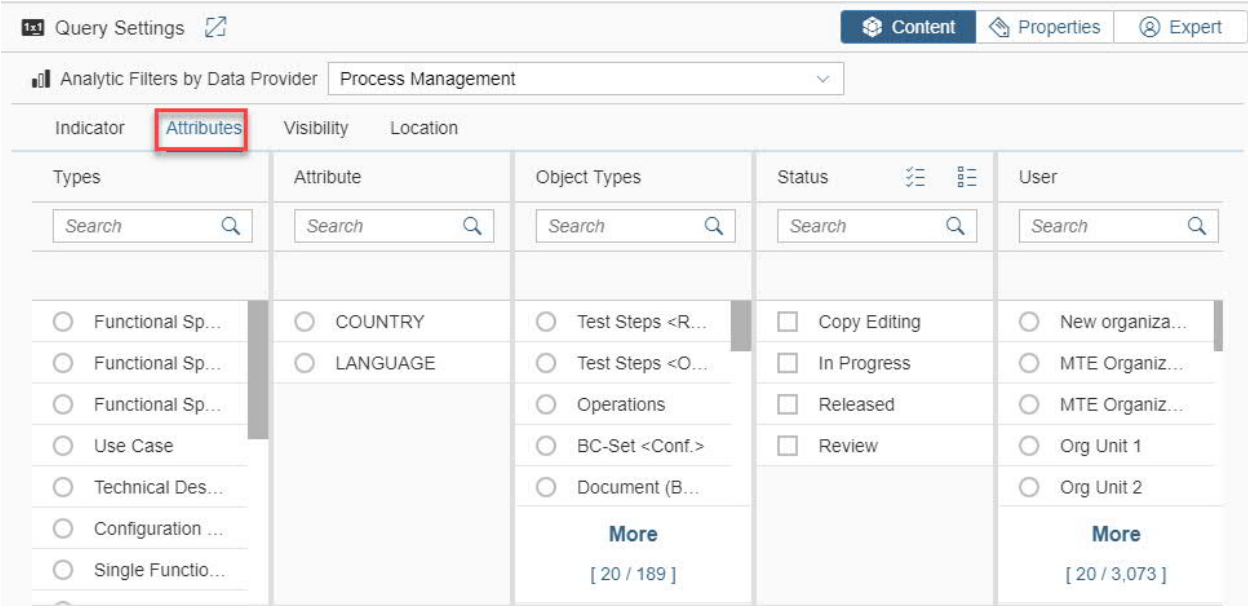 1x1 Query Settings Content Properties Expert
Analytic Filters by Data Provider Process Management
Indicator Attributes Visibility Location
Types Attribute Object Types Status User
Search Search Search Search Search
Functional Sp... COUNTRY Test Steps <R... Copy Editing New organiza...
Functional Sp... LANGUAGE Test Steps <O... In Progress MTE Organiz...
Functional Sp... Operations Released MTE Organiz...
Use Case BC-Set <Conf.> Review Org Unit 1
Technical Des... Document (B... Org Unit 2
Configuration ... More More
Single Functio... [ 20 / 189 ] [ 20 / 3,073 ]